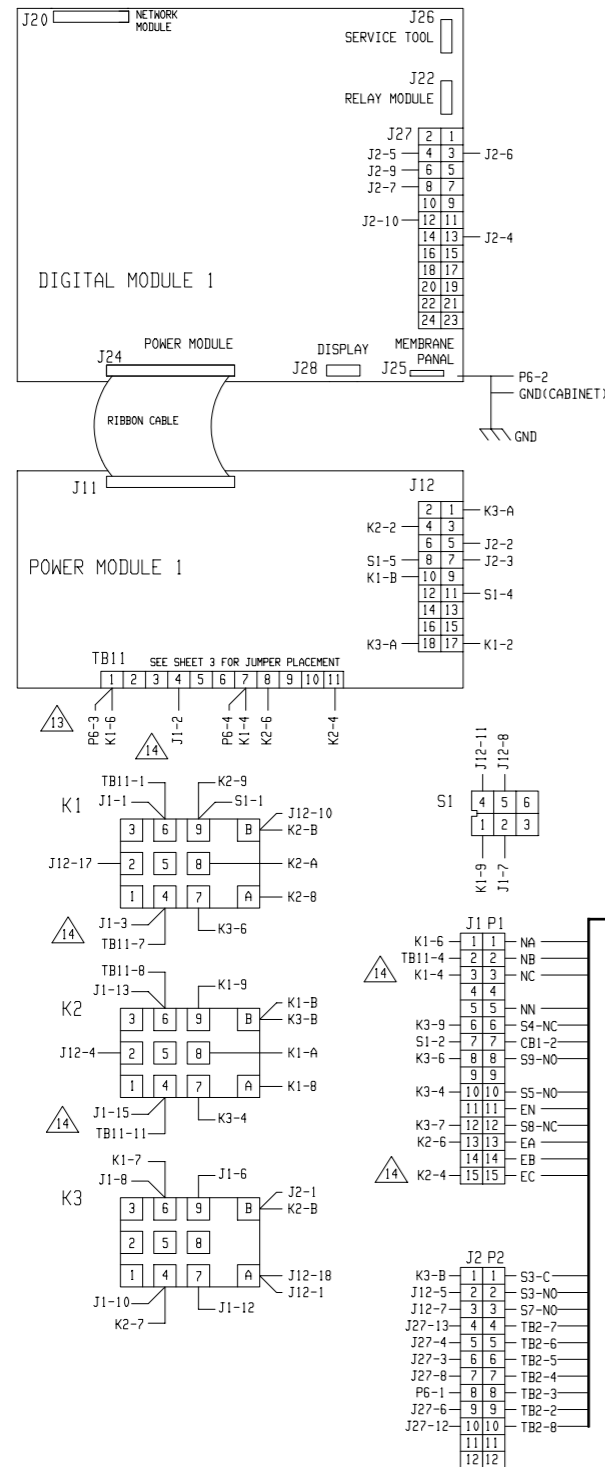 J20
NETWORK
MODULE
J26
SERVICE TOOL
J22
RELAY MODULE
J27
2 1
J2-5 4 3 J2-6
J2-9 6 5
J2-7 8 7
10 9
J2-10 12 11
14 13 J2-4
16 15
18 17
20 19
22 21
24 23
DIGITAL MODULE 1
POWER MODULE
J24
DISPLAY
J28
MEMBRANE
PANAL
J25
P6-2
GND(CABINET)
GND
RIBBON CABLE
J11
J12
2 1 K3-A
K2-2 4 3
6 5 J2-2
S1-5 8 7 J2-3
K1-B 10 9
12 11 S1-4
14 13
16 15
K3-A 18 17 K1-2
POWER MODULE 1
TB11
SEE SHEET 3 FOR JUMPER PLACEMENT
1 2 3 4 5 6 7 8 9 10 11
13
P6-3
K1-6
14
J1-2
P6-4
K1-4
K2-6
K2-4
K1
TB11-1
J1-1
K2-9
S1-1
J12-10
K2-B
3 6 9 B
J12-17 2 5 8 K2-A
1 4 7 A K2-8
14
J1-3
TB11-7
K3-6
S1
J12-11
J12-8
4 5 6
1 2 3
K1-9
J1-7
K2
TB11-8
J1-13
K1-9
K1-B
K3-B
3 6 9 B
J12-4 2 5 8 K1-A
1 4 7 A K1-8
14
J1-15
TB11-11
K3-4
K3
K1-7
J1-8
J1-6
J2-1
K2-B
3 6 9 B
2 5 8
1 4 7 A
J12-18
J12-1
J1-10
K2-7
J1-12
J1 P1
K1-6 1 1 NA
TB11-4 2 2 NB
14
K1-4 3 3 NC
4 4
5 5 NN
K3-9 6 6 S4-NC
S1-2 7 7 CB1-2
K3-6 8 8 S9-NO
9 9
K3-4 10 10 S5-NO
11 11 EN
K3-7 12 12 S8-NC
K2-6 13 13 EA
14 14 EB
14
K2-4 15 15 EC
J2 P2
K3-B 1 1 S3-C
J12-5 2 2 S3-NO
J12-7 3 3 S7-NO
J27-13 4 4 TB2-7
J27-4 5 5 TB2-6
J27-3 6 6 TB2-5
J27-8 7 7 TB2-4
P6-1 8 8 TB2-3
J27-6 9 9 TB2-2
J27-12 10 10 TB2-8
11 11
12 12